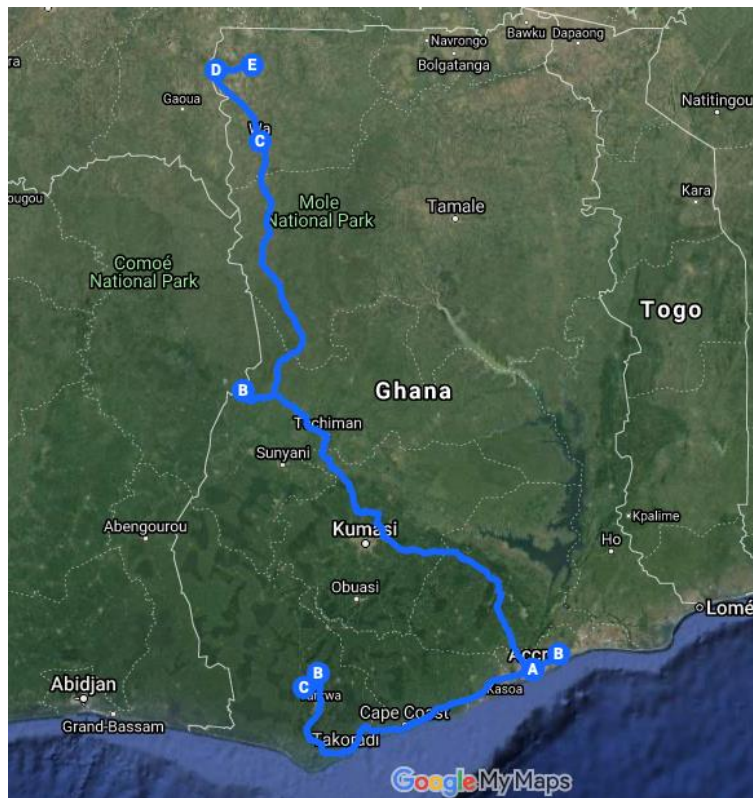 Navrongo
Bawku
Dapaong
Bolgatanga
D
E
Gaoua
Natitingou
Wa
C
Mole
National Park
Kara
Tamale
Comoé
National Park
Togo
B
Ghana
Techiman
Sunyani
Kpalime
Abengourou
Kumasi
Ho
Obuasi
Lomé
Accra
B
A
B
C
Kasoa
Abidjan
Cape Coast
Grand-Bassam
Takoradi
Google My Maps